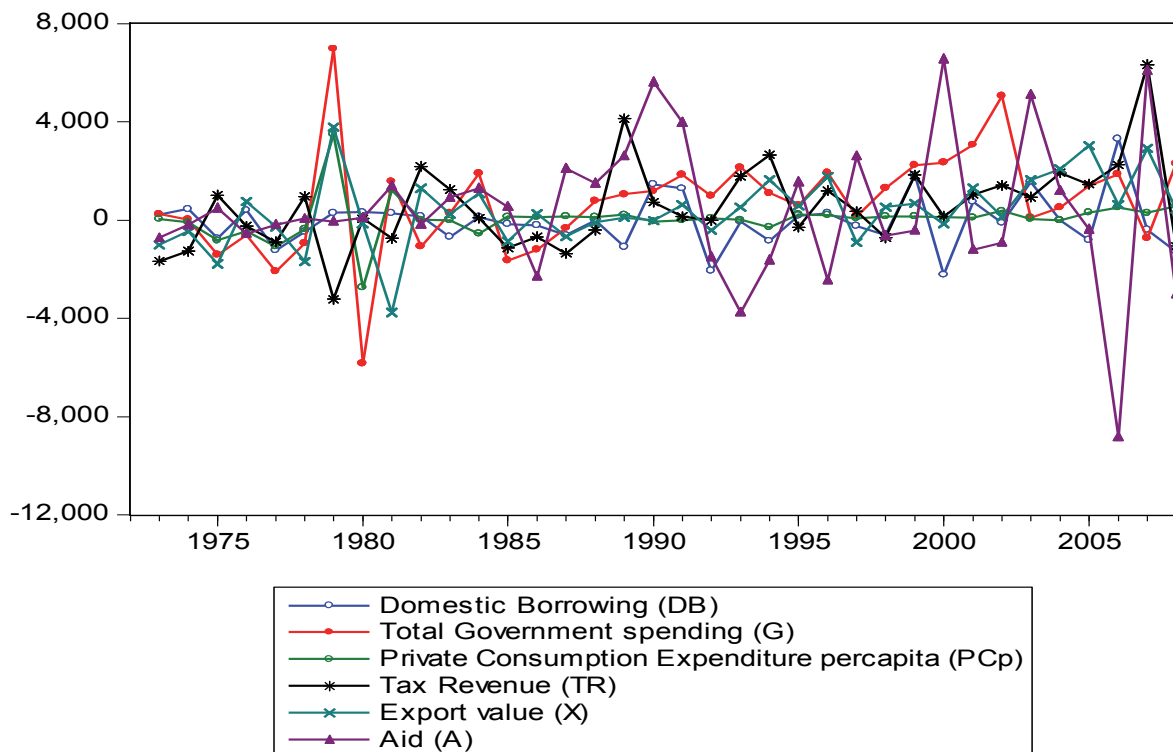 8,000
4,000
0
-4,000
-8,000
-12,000
1975 1980 1985 1990 1995 2000 2005
Domestic Borrowing (DB)
Total Government spending (G)
Private Consumption Expenditure percapita (PCp)
Tax Revenue (TR)
Export value (X)
Aid (A)